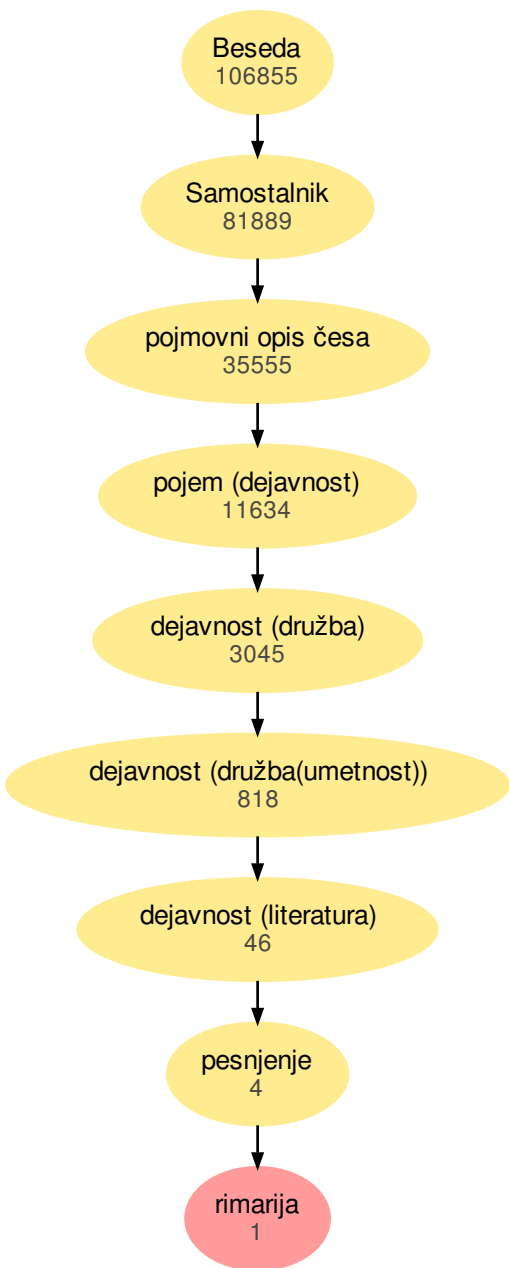 Beseda
106855
Samostalnik
81889
pojmovni opis česa
35555
pojem (dejavnost)
11634
dejavnost (družba)
3045
dejavnost (družba(umetnost))
818
dejavnost (literatura)
46
pesnjenje
4
rimarija
1